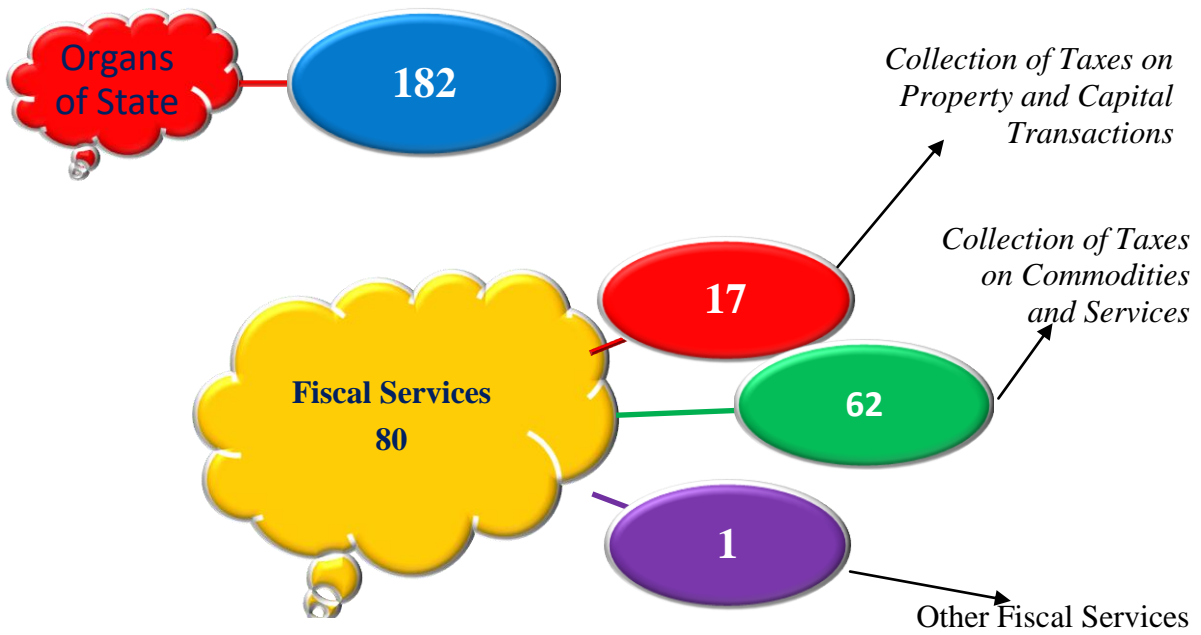 Organs
of State
182
Collection of Taxes on
Property and Capital
Transactions
Collection of Taxes
on Commodities
and Services
17
Fiscal Services
80
62
1
Other Fiscal Services